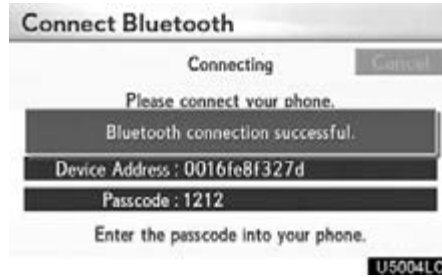 Connect Bluetooth
Connecting
Cancel
Please connect your phone.
Bluetooth connection successful.
Device Address : 0016fe8f327d
Passcode : 1212
Enter the passcode into your phone.
U5004LC